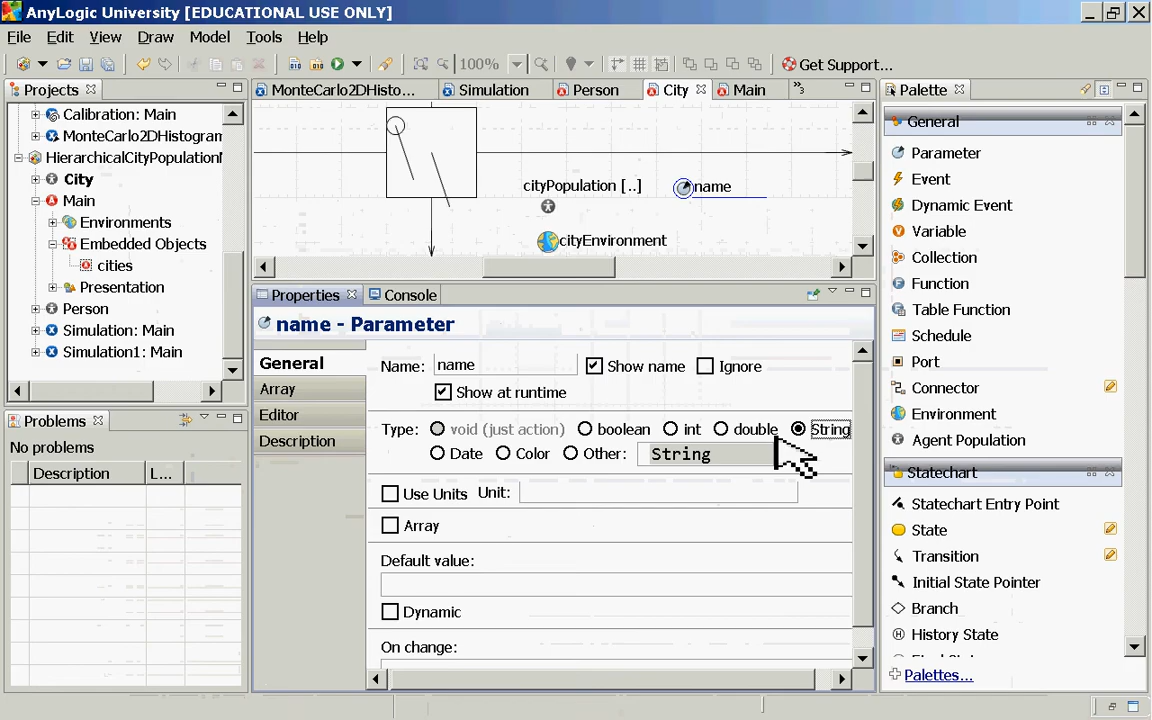 AnyLogic University [EDUCATIONAL USE ONLY]
File Edit View Draw Model Tools Help
100% Get Support...
Projects
Calibration: Main
MonteCarlo2DHistogram
HierarchicalCityPopulation
City
Main
Environments
Embedded Objects
cities
Presentation
Person
Simulation: Main
Simulation1: Main
Problems
No problems
Description L...
MonteCarlo2DHisto... Simulation Person City Main »3
cityPopulation [..] name
cityEnvironment
Properties Console
name - Parameter
General
Array
Editor
Description
Name: name Show name Ignore
Show at runtime
Type: void (just action) boolean int double String
Date Color Other: String
Use Units Unit:
Array
Default value:
Dynamic
On change:
Palette
General
Parameter
Event
Dynamic Event
Variable
Collection
Function
Table Function
Schedule
Port
Connector
Environment
Agent Population
Statechart
Statechart Entry Point
State
Transition
Initial State Pointer
Branch
History State
Palettes...